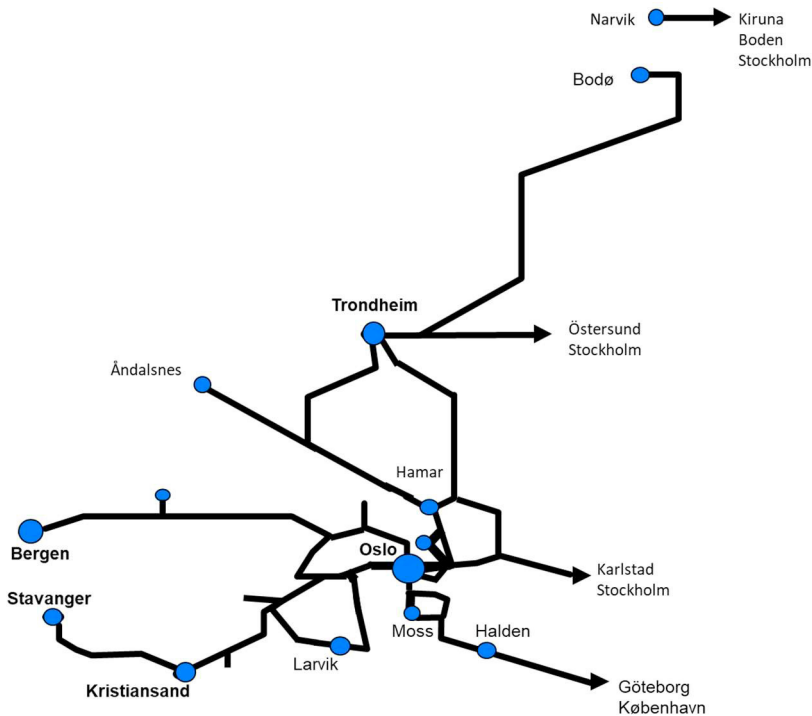 Narvik
Kiruna
Boden
Stockholm
Bodø
Trondheim
Östersund
Stockholm
Åndalsnes
Hamar
Bergen
Oslo
Karlstad
Stockholm
Stavanger
Moss
Halden
Larvik
Kristiansand
Göteborg
København